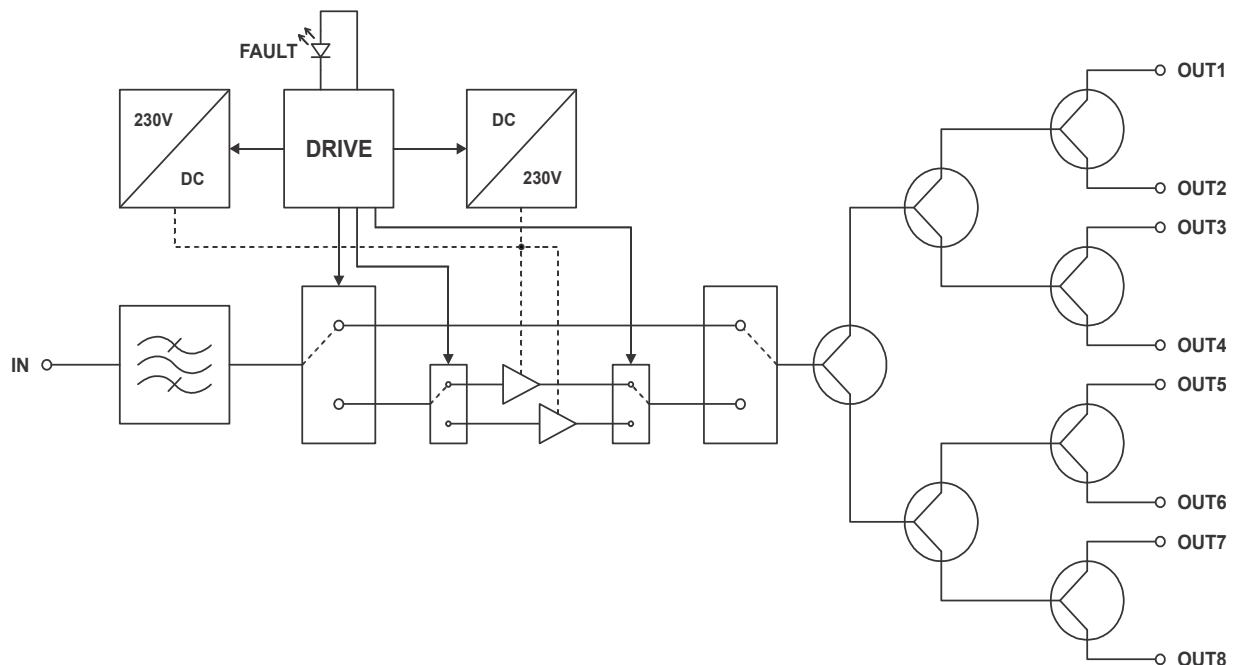 FAULT
230V
DC
DRIVE
DC
230V
IN
OUT1
OUT2
OUT3
OUT4
OUT5
OUT6
OUT7
OUT8